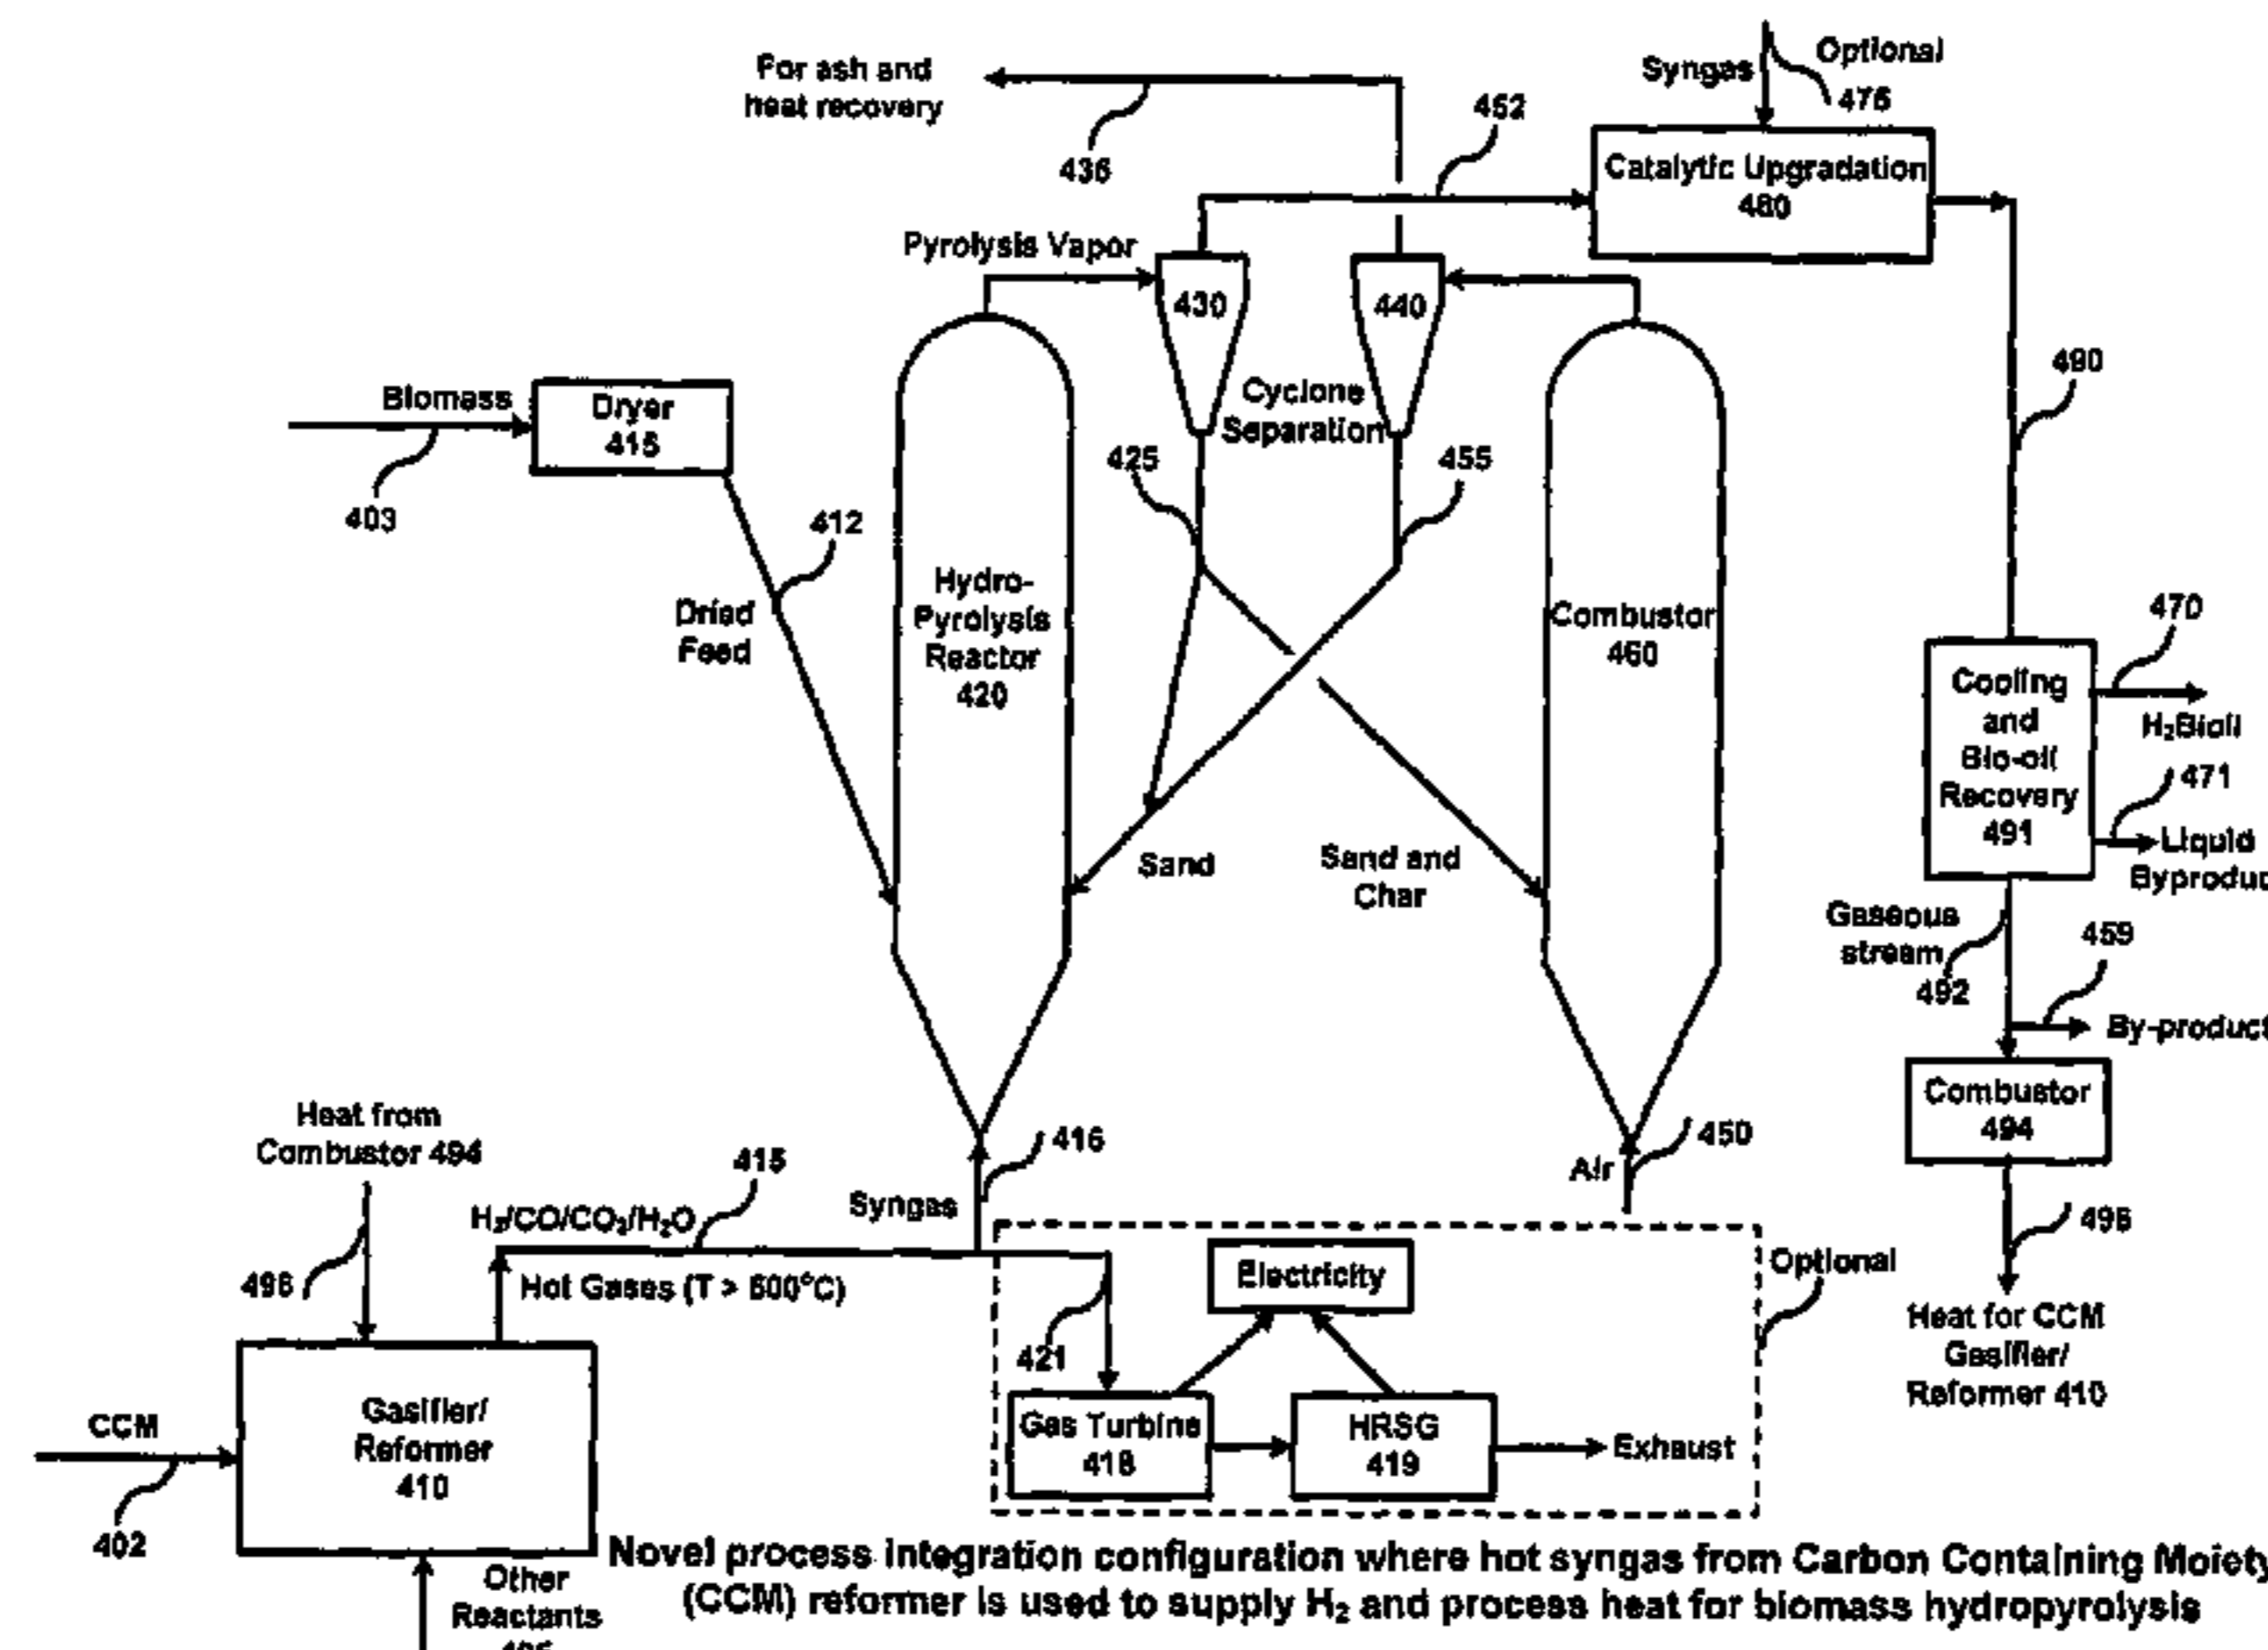 For ash and
heat recovery
436
452
Syngas
Optional
475
Catalytic Upgradation
480
Pyrolysis Vapor
430
440
Cyclone
Separation
490
Biomass
403
Dryer
415
412
Dried
Feed
425
455
Hydro-
Pyrolysis
Reactor
420
Combustor
460
Sand
Sand and
Char
Cooling
and
Bio-oil
Recovery
491
470
H₂Bioil
471
Liquid
Byproduc
Gaseous
stream
492
459
By-product
Combustor
494
496
Heat for CCM
Gasifier/
Reformer 410
Heat from
Combustor 494
496
H₂/CO/CO₂/H₂O
415
Hot Gases (T > 600°C)
Syngas
416
Air
450
Optional
Electricity
421
Gas Turbine
418
HRSG
419
Exhaust
CCM
402
Gasifier/
Reformer
410
Other
Reactants
Novel process integration configuration where hot syngas from Carbon Containing Moiety
(CCM) reformer is used to supply H₂ and process heat for biomass hydropyrolysis